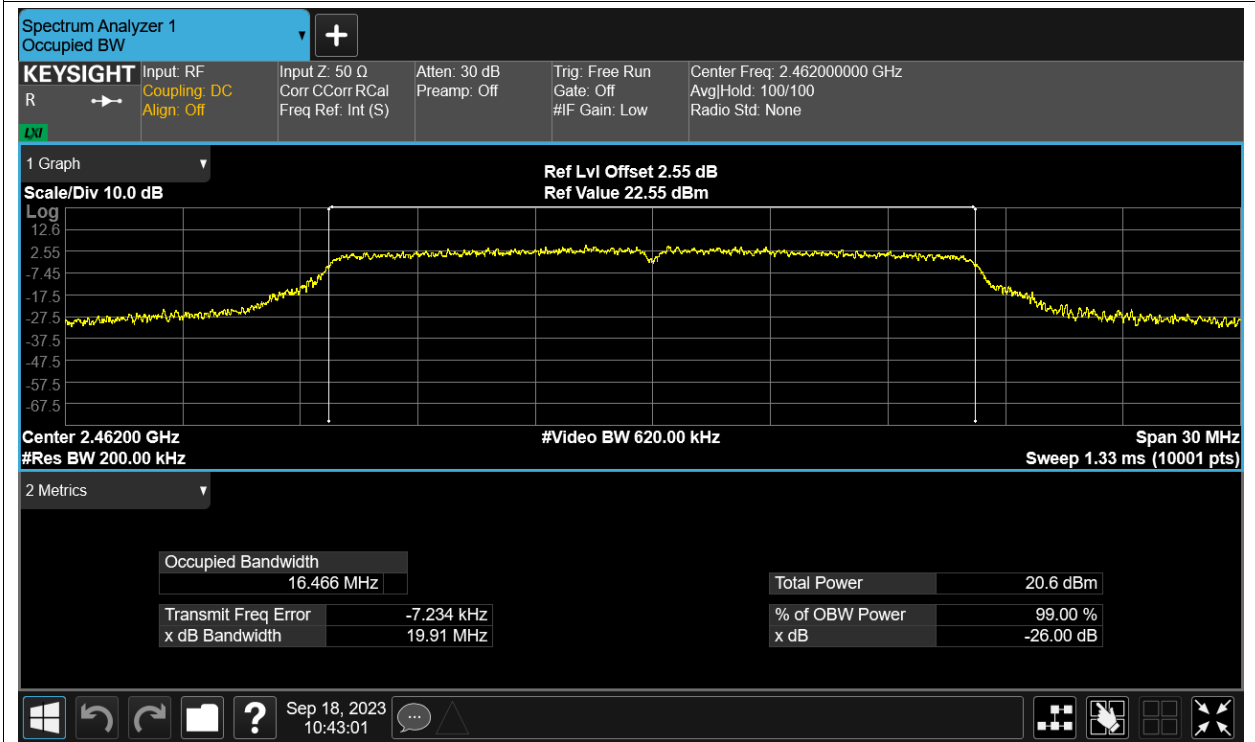 Spectrum Analyzer 1
Occupied BW
KEYSIGHT
R
LXI
Input: RF
Coupling: DC
Align: Off
Input Z: 50 Ω
Corr CCorr RCal
Freq Ref: Int (S)
Atten: 30 dB
Preamp: Off
Trig: Free Run
Gate: Off
#IF Gain: Low
Center Freq: 2.462000000 GHz
Avg|Hold: 100/100
Radio Std: None
1 Graph
Scale/Div 10.0 dB
Ref Lvl Offset 2.55 dB
Ref Value 22.55 dBm
Log
12.6
2.55
-7.45
-17.5
-27.5
-37.5
-47.5
-57.5
-67.5
Center 2.46200 GHz
#Res BW 200.00 kHz
#Video BW 620.00 kHz
Span 30 MHz
Sweep 1.33 ms (10001 pts)
2 Metrics
Occupied Bandwidth
16.466 MHz
Transmit Freq Error -7.234 kHz
x dB Bandwidth 19.91 MHz
Total Power 20.6 dBm
% of OBW Power 99.00 %
x dB -26.00 dB
?
Sep 18, 2023
10:43:01